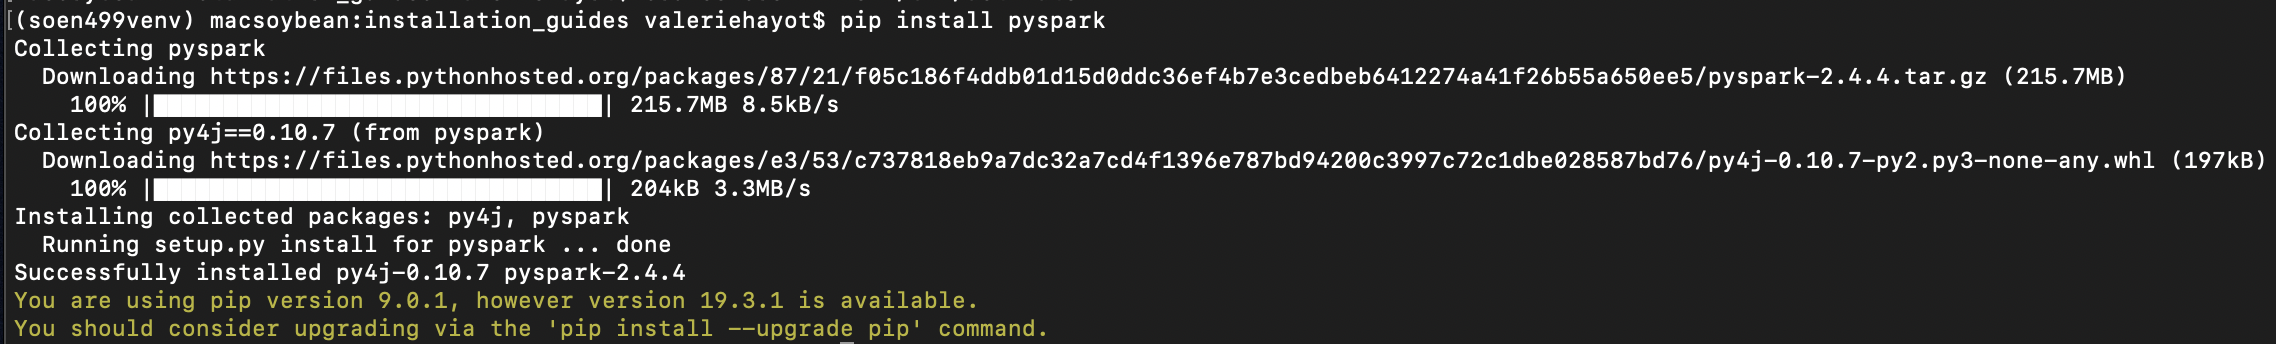 [(soen499venv) macsoybean:installation_guides valeriehayot$ pip install pyspark
Collecting pyspark
  Downloading https://files.pythonhosted.org/packages/87/21/f05c186f4ddb01d15d0ddc36ef4b7e3cedbeb6412274a41f26b55a650ee5/pyspark-2.4.4.tar.gz (215.7MB)
    100% |████████████████████████████████| 215.7MB 8.5kB/s
Collecting py4j==0.10.7 (from pyspark)
  Downloading https://files.pythonhosted.org/packages/e3/53/c737818eb9a7dc32a7cd4f1396e787bd94200c3997c72c1dbe028587bd76/py4j-0.10.7-py2.py3-none-any.whl (197kB)
    100% |████████████████████████████████| 204kB 3.3MB/s
Installing collected packages: py4j, pyspark
  Running setup.py install for pyspark ... done
Successfully installed py4j-0.10.7 pyspark-2.4.4
You are using pip version 9.0.1, however version 19.3.1 is available.
You should consider upgrading via the 'pip install --upgrade pip' command.